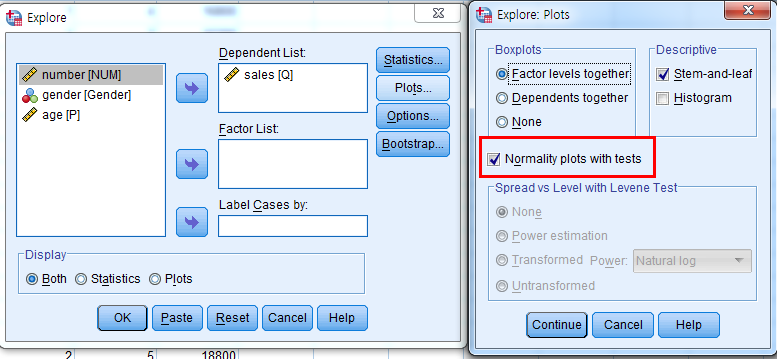 Explore
number [NUM]
gender [Gender]
age [P]
Dependent List:
sales [Q]
Factor List:
Label Cases by:
Statistics...
Plots...
Options...
Bootstrap...
Display
Both
Statistics
Plots
OK
Paste
Reset
Cancel
Help
2
5
18800
Explore: Plots
Boxplots
Factor levels together
Dependents together
None
Descriptive
Stem-and-leaf
Histogram
Normality plots with tests
Spread vs Level with Levene Test
None
Power estimation
Transformed Power: Natural log
Untransformed
Continue
Cancel
Help